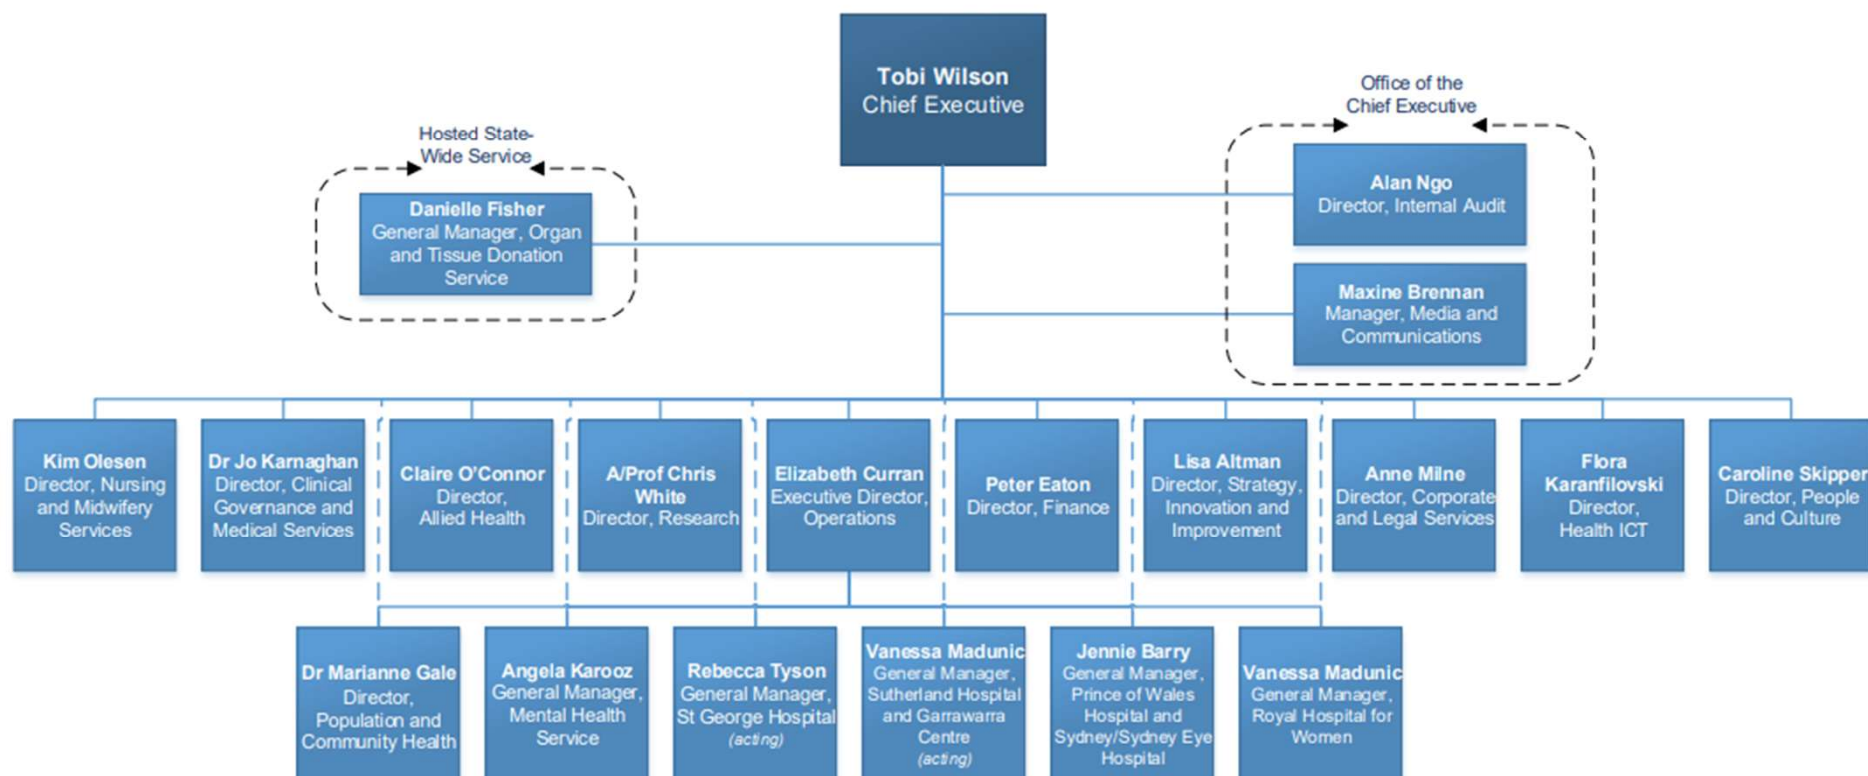 Tobi Wilson
Chief Executive
Office of the
Chief Executive
Hosted State-
Wide Service
Danielle Fisher
General Manager, Organ
and Tissue Donation
Service
Alan Ngo
Director, Internal Audit
Maxine Brennan
Manager, Media and
Communications
Kim Olesen
Director, Nursing
and Midwifery
Services
Dr Jo Karnaghan
Director, Clinical
Governance and
Medical Services
Claire O'Connor
Director,
Allied Health
A/Prof Chris
White
Director, Research
Elizabeth Curran
Executive Director,
Operations
Peter Eaton
Director, Finance
Lisa Altman
Director, Strategy,
Innovation and
Improvement
Anne Milne
Director, Corporate
and Legal Services
Flora
Karanfilovski
Director,
Health ICT
Caroline Skipper
Director, People
and Culture
Dr Marianne Gale
Director,
Population and
Community Health
Angela Karooz
General Manager,
Mental Health
Service
Rebecca Tyson
General Manager,
St George Hospital
(acting)
Vanessa Madunic
General Manager,
Sutherland Hospital
and Garrawarra
Centre
(acting)
Jennie Barry
General Manager,
Prince of Wales
Hospital and
Sydney/Sydney Eye
Hospital
Vanessa Madunic
General Manager,
Royal Hospital for
Women